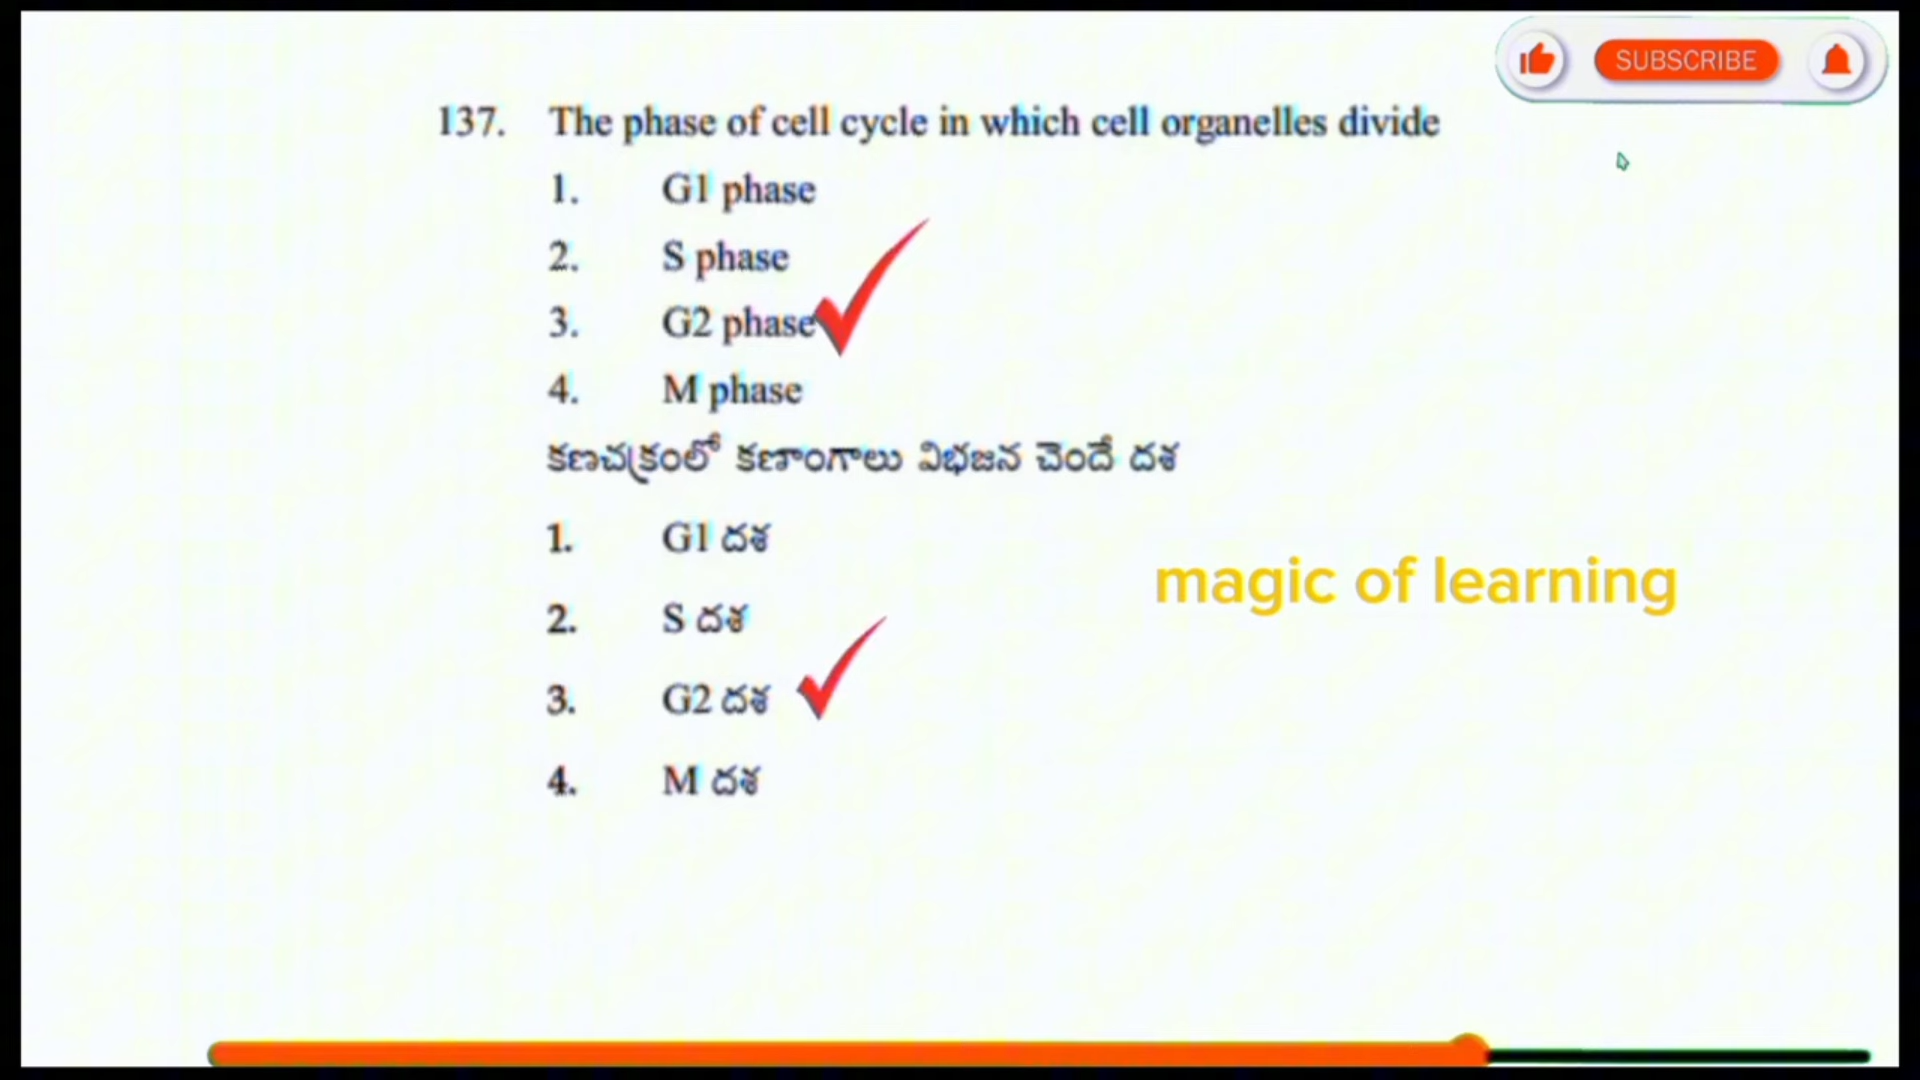 SUBSCRIBE
137. The phase of cell cycle in which cell organelles divide
1. G1 phase
2. S phase
3. G2 phase
4. M phase
కణచక్రంలో కణాంగాలు విభజన చెందే దశ
1. G1 దశ
2. S దశ
3. G2 దశ
4. M దశ
magic of learning